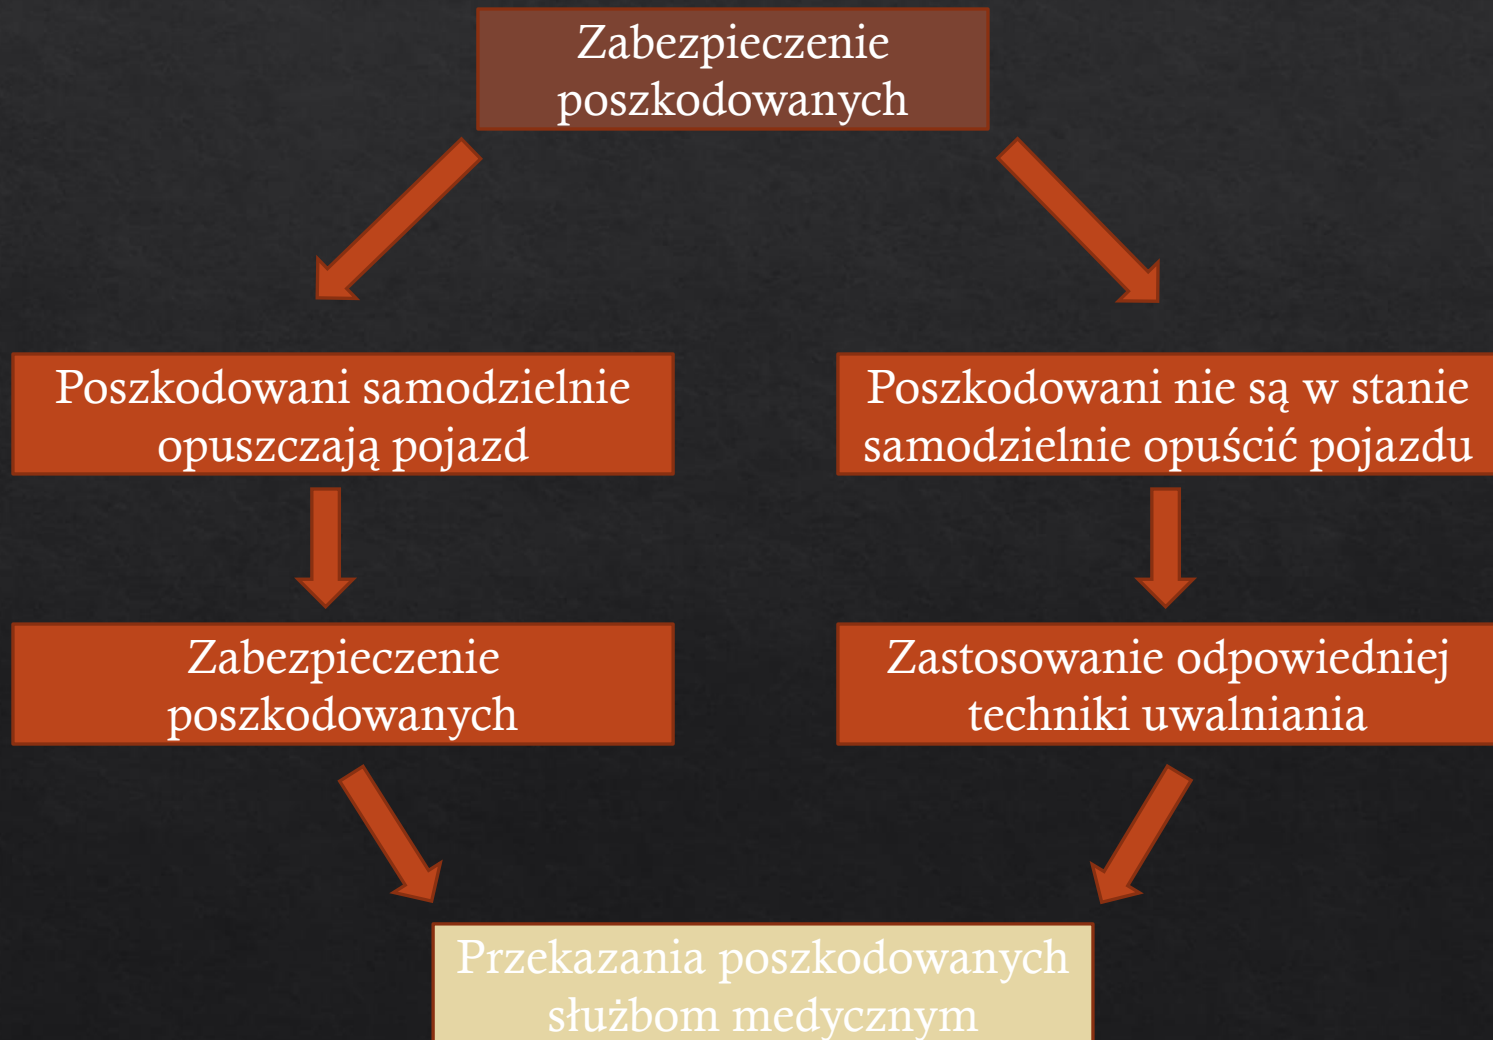 Zabezpieczenie
poszkodowanych
Poszkodowani samodzielnie
opuszczają pojazd
Poszkodowani nie są w stanie
samodzielnie opuścić pojazdu
Zabezpieczenie
poszkodowanych
Zastosowanie odpowiedniej
techniki uwalniania
Przekazania poszkodowanych
służbom medycznym